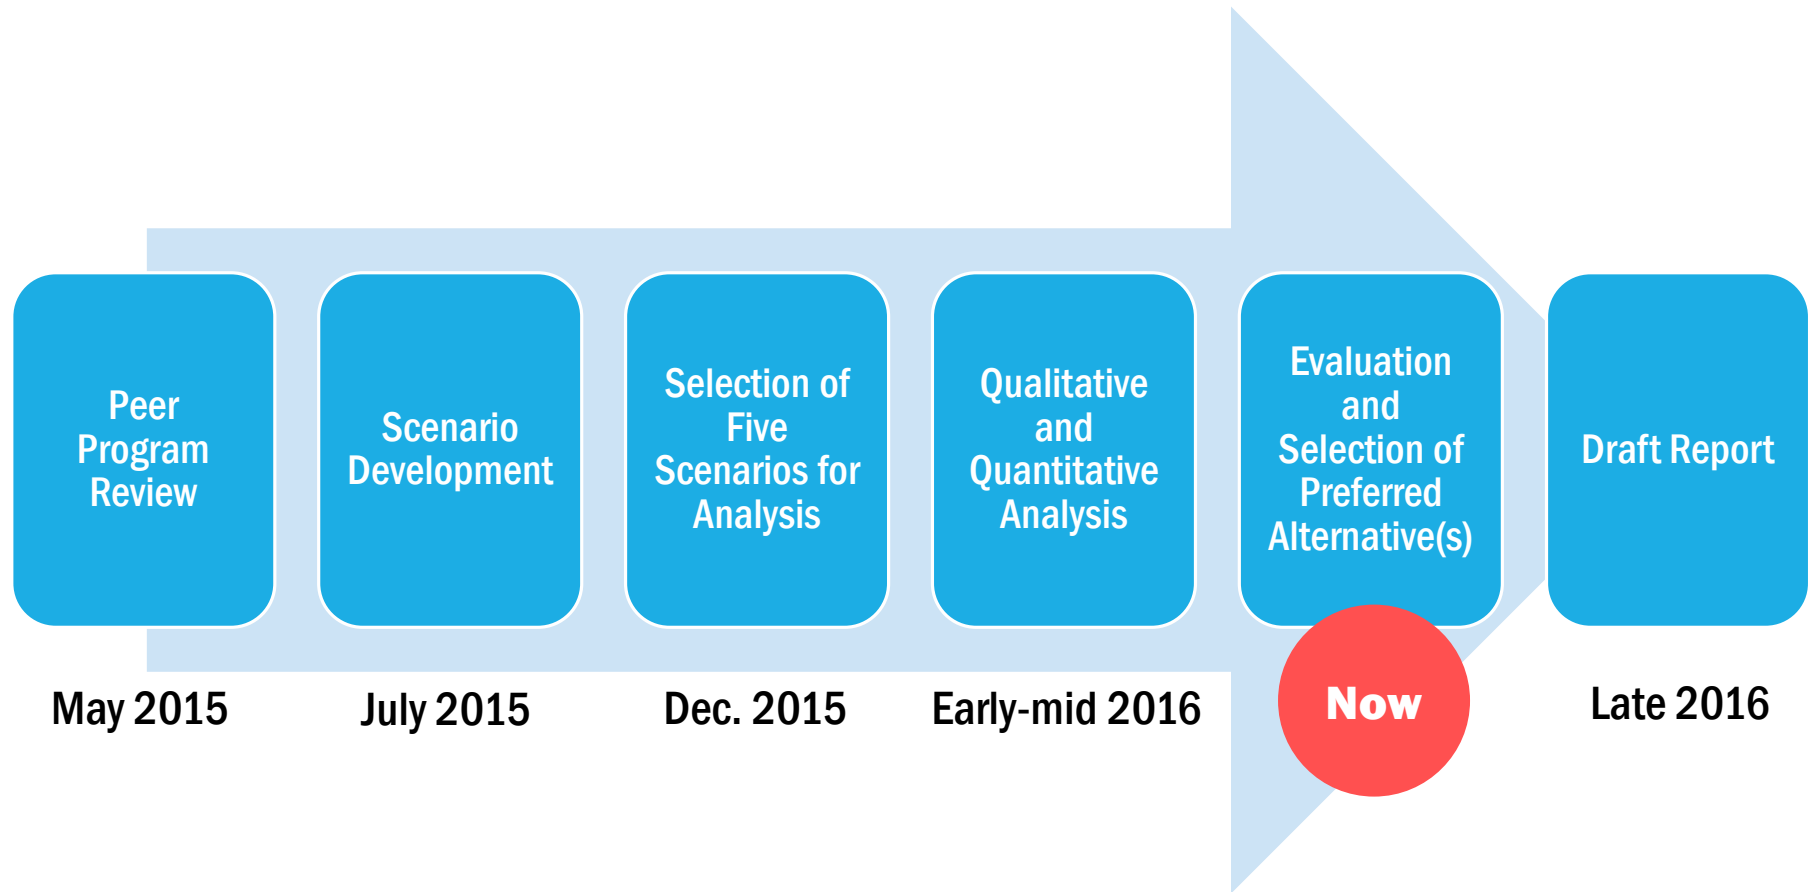 Peer
Program
Review
Scenario
Development
Selection of
Five
Scenarios for
Analysis
Qualitative
and
Quantitative
Analysis
Evaluation
and
Selection of
Preferred
Alternative(s)
Draft Report
May 2015
July 2015
Dec. 2015
Early-mid 2016
Now
Late 2016